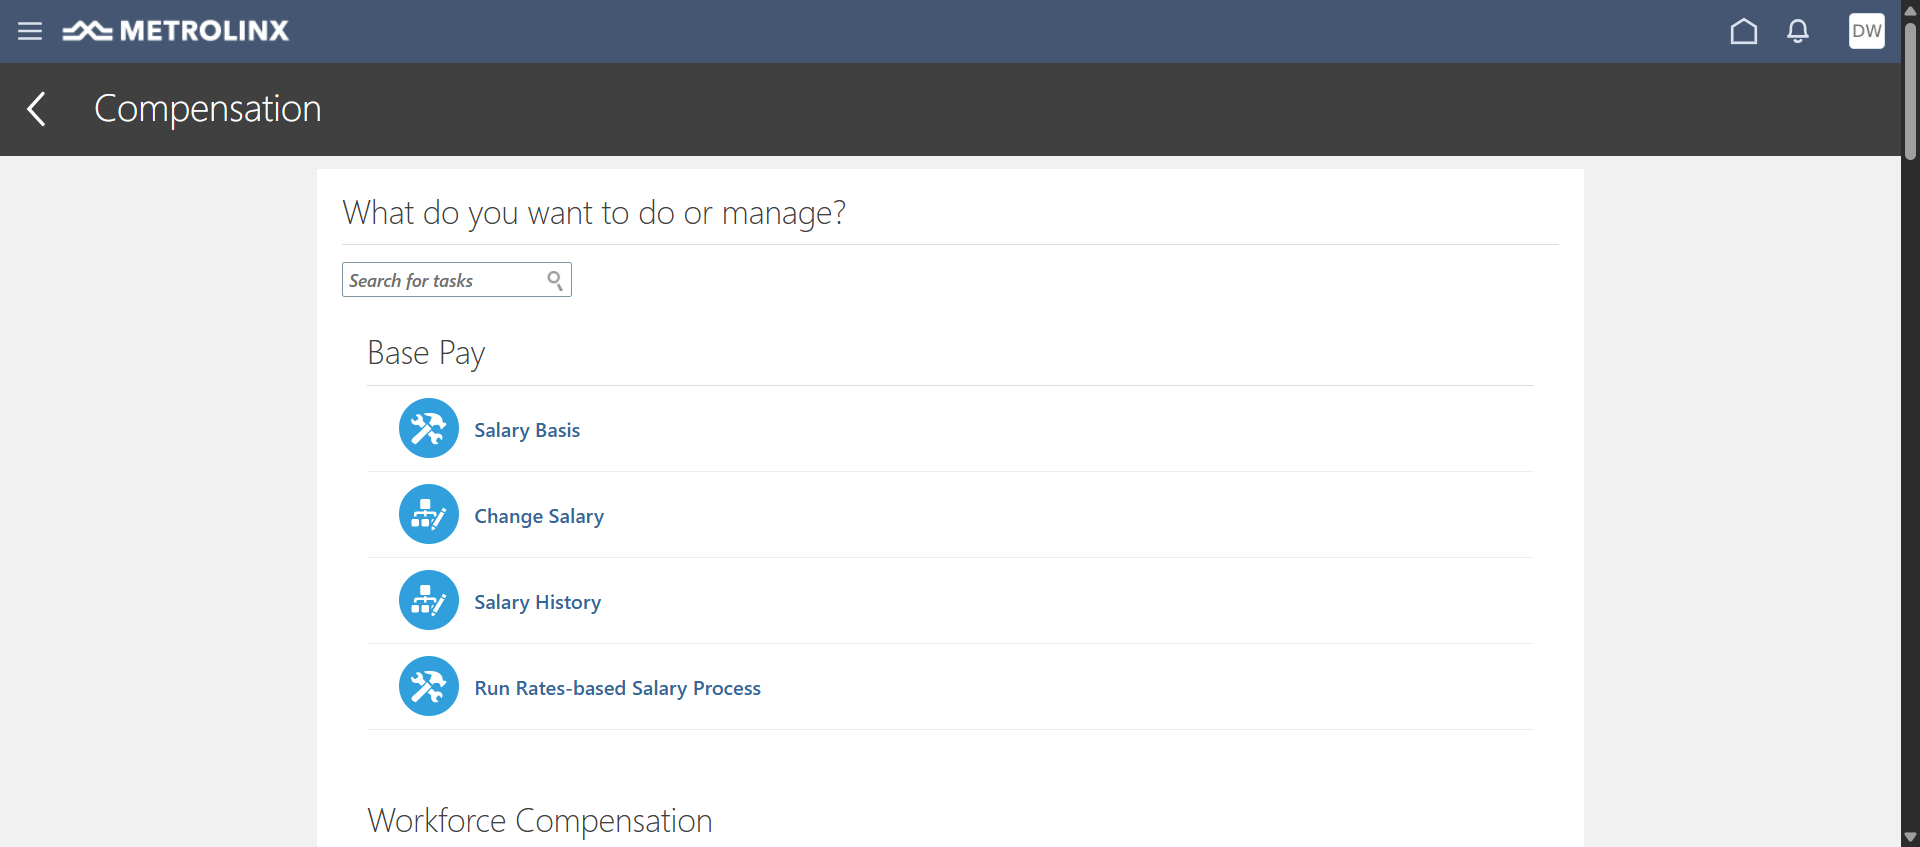 METROLINX
DW
Compensation
What do you want to do or manage?
Search for tasks
Base Pay
Salary Basis
Change Salary
Salary History
Run Rates-based Salary Process
Workforce Compensation